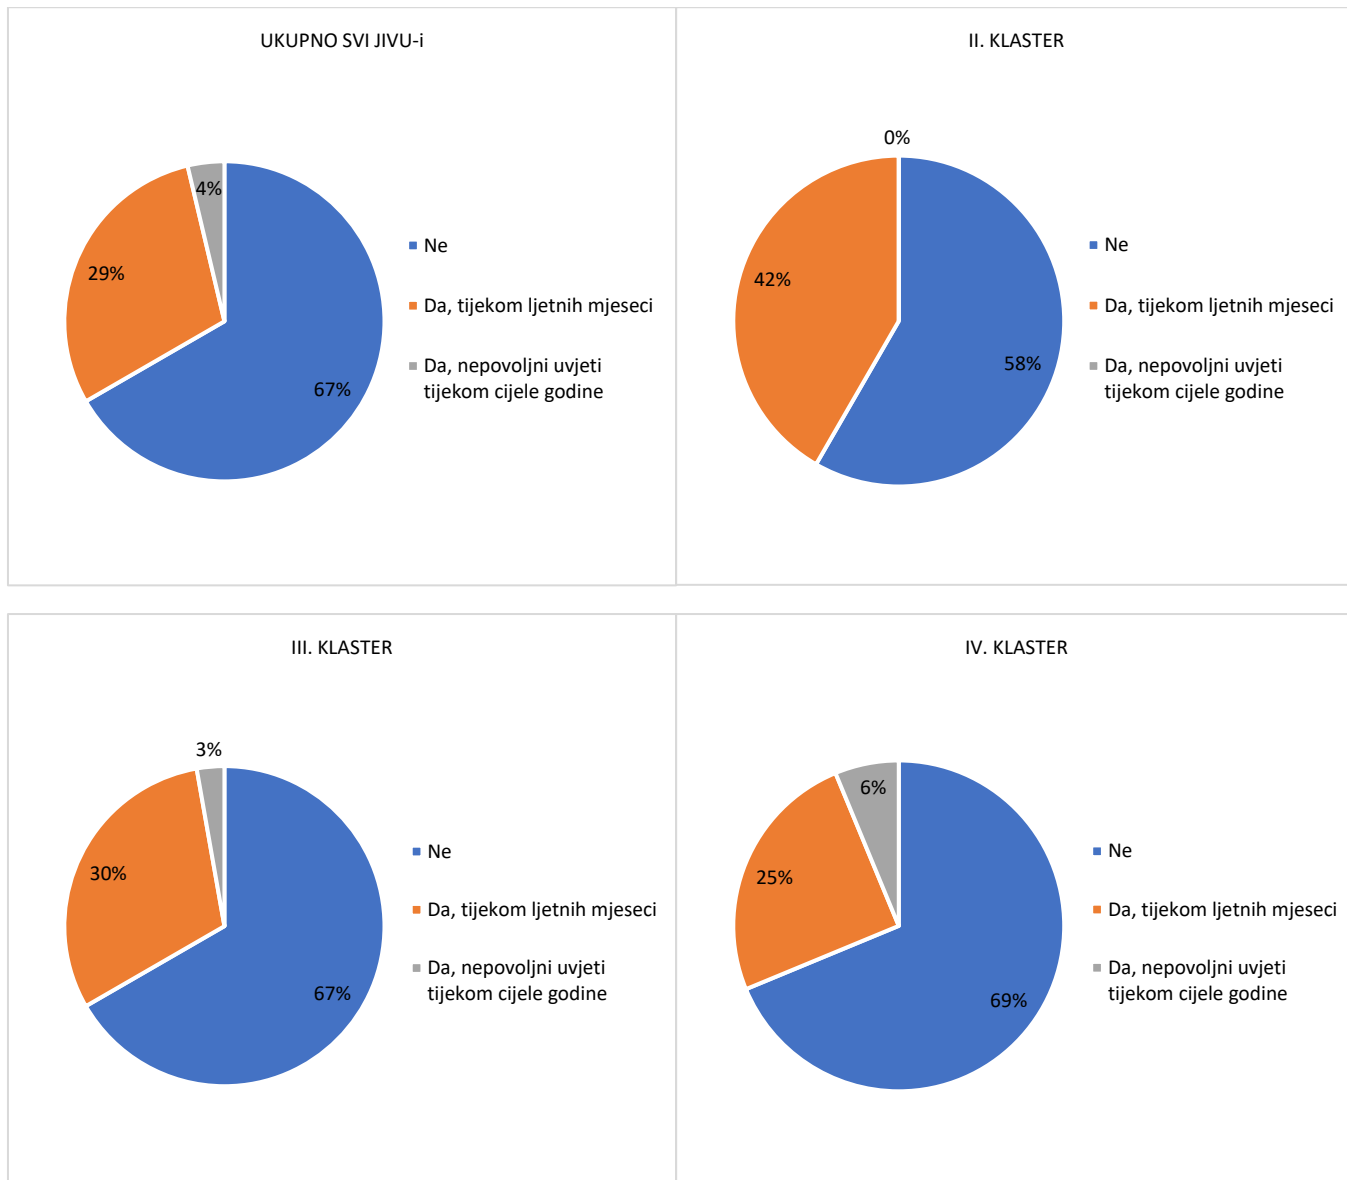 UKUPNO SVI JIVU-i
4%
29%
67%
Ne
Da, tijekom ljetnih mjeseci
Da, nepovoljni uvjeti
tijekom cijele godine
II. KLASTER
0%
42%
58%
Ne
Da, tijekom ljetnih mjeseci
Da, nepovoljni uvjeti
tijekom cijele godine
III. KLASTER
3%
30%
67%
Ne
Da, tijekom ljetnih mjeseci
Da, nepovoljni uvjeti
tijekom cijele godine
IV. KLASTER
6%
25%
69%
Ne
Da, tijekom ljetnih mjeseci
Da, nepovoljni uvjeti
tijekom cijele godine